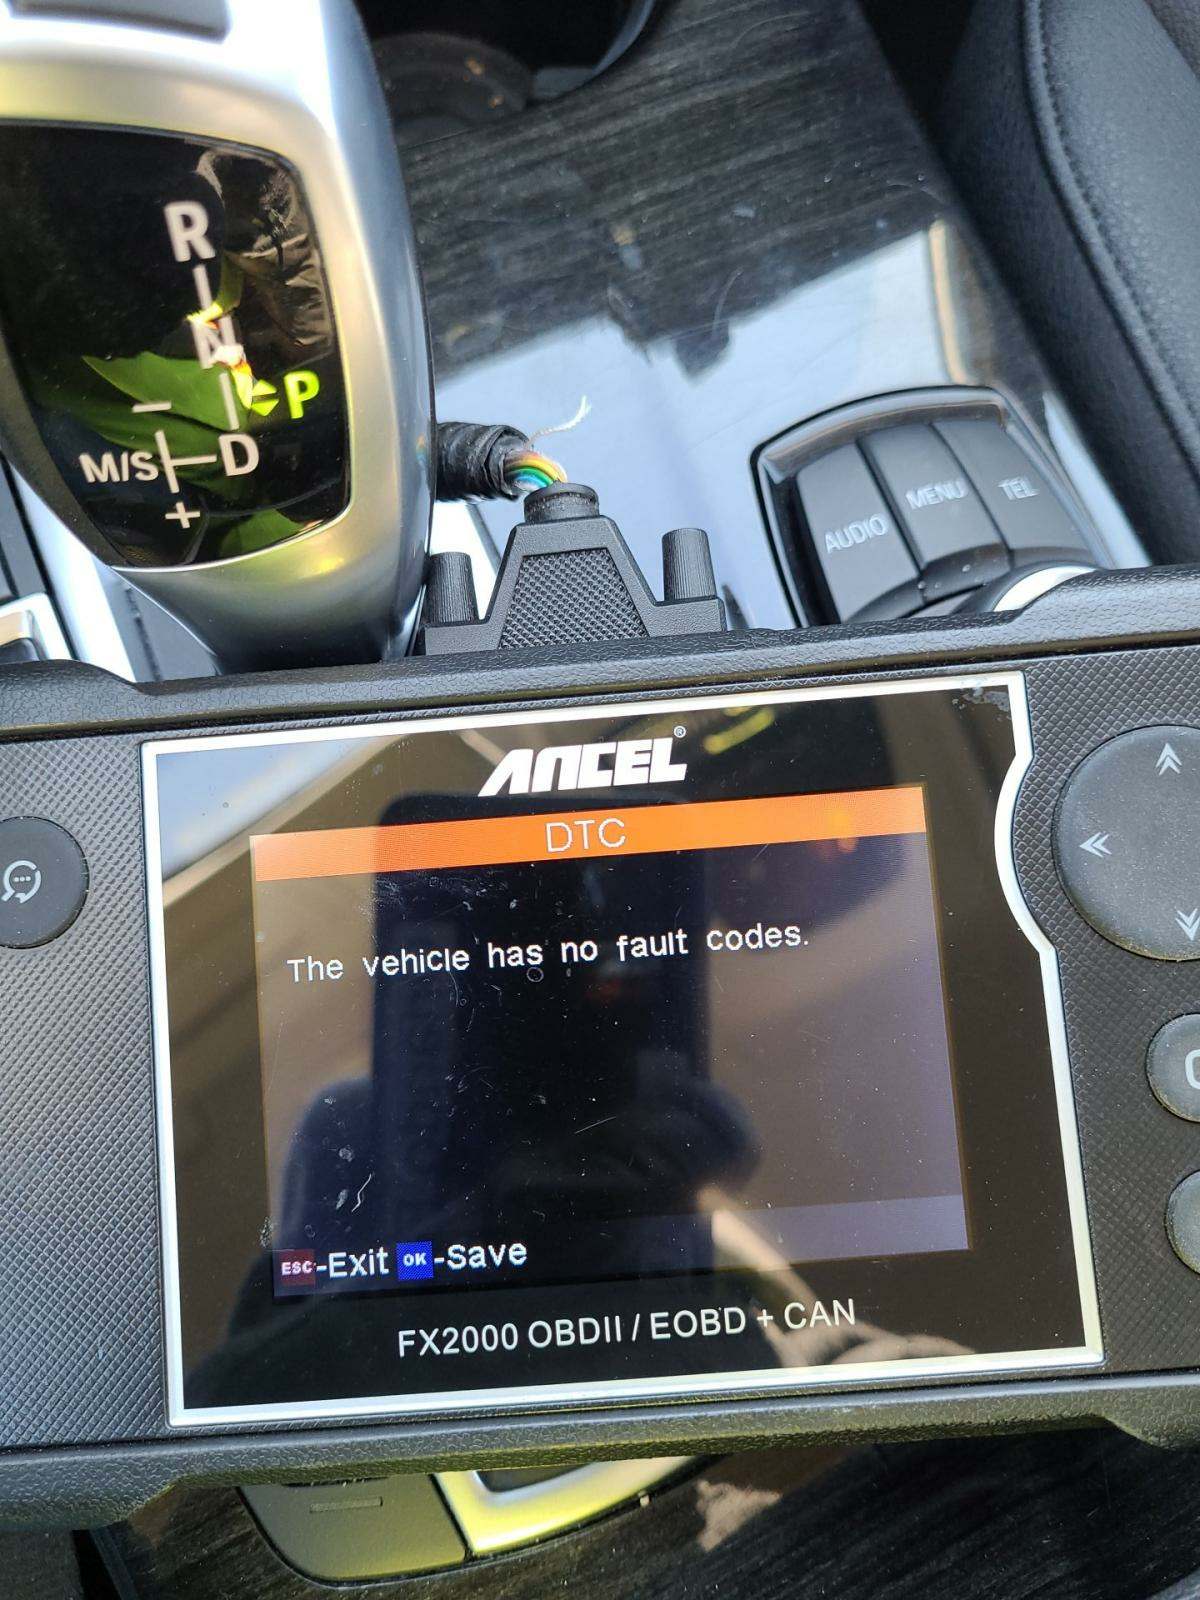 R
N
P
M/S
D
+
AUDIO
MENU
TEL
ANCEL®
DTC
The vehicle has no fault codes.
ESC-Exit OK-Save
FX2000 OBDII / EOBD + CAN